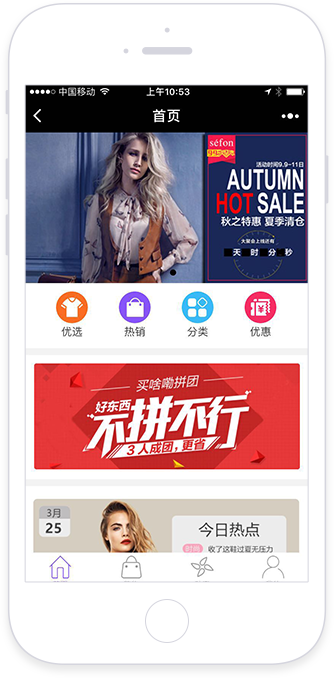 中国移动
上午10:53
首页
séfon
活动时间9.9-11日
AUTUMN
HOT SALE
秋之特惠 夏季清仓
大聚会上线还有
天 时 分 秒
优选
热销
分类
优惠
买啥嘞拼团
好东西
不拼不行
3人成团，更省
3月
25
今日热点
时尚
收了这鞋过夏无压力